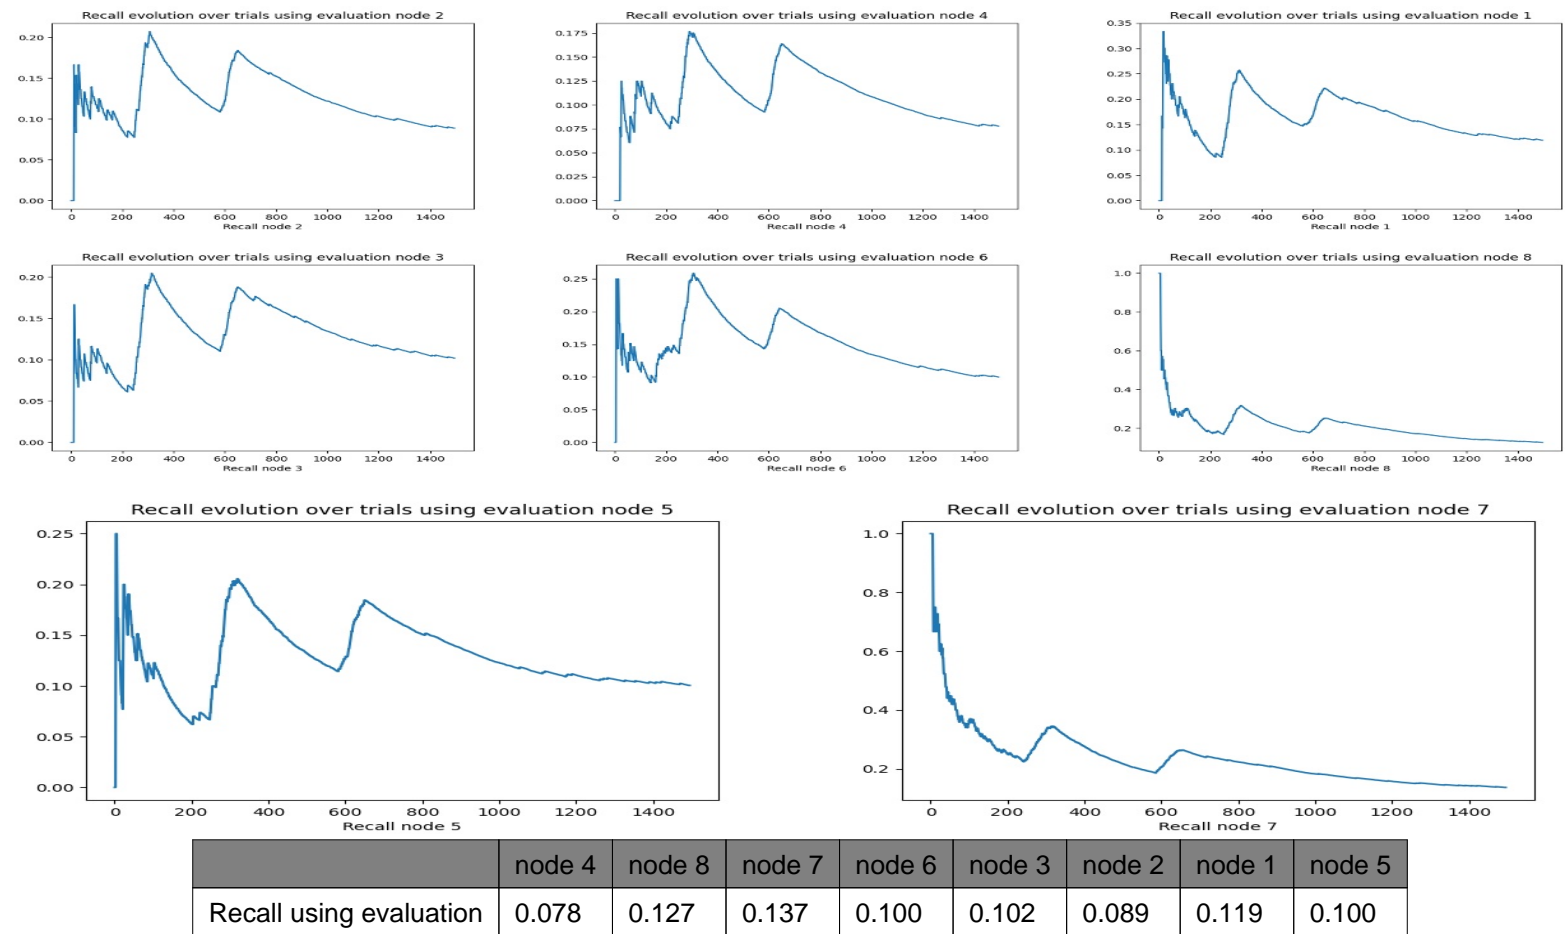 Recall evolution over trials using evaluation node 2
0.20
0.15
0.10
0.05
0.00
0 200 400 600 800 1000 1200 1400
Recall node 2
Recall evolution over trials using evaluation node 4
0.175
0.150
0.125
0.100
0.075
0.050
0.025
0.000
0 200 400 600 800 1000 1200 1400
Recall node 4
Recall evolution over trials using evaluation node 1
0.35
0.30
0.25
0.20
0.15
0.10
0.05
0.00
0 200 400 600 800 1000 1200 1400
Recall node 1
Recall evolution over trials using evaluation node 3
0.20
0.15
0.10
0.05
0.00
0 200 400 600 800 1000 1200 1400
Recall node 3
Recall evolution over trials using evaluation node 6
0.25
0.20
0.15
0.10
0.05
0.00
0 200 400 600 800 1000 1200 1400
Recall node 6
Recall evolution over trials using evaluation node 8
1.0
0.8
0.6
0.4
0.2
0 200 400 600 800 1000 1200 1400
Recall node 8
Recall evolution over trials using evaluation node 5
0.25
0.20
0.15
0.10
0.05
0.00
0 200 400 600 800 1000 1200 1400
Recall node 5
Recall evolution over trials using evaluation node 7
1.0
0.8
0.6
0.4
0.2
0 200 400 600 800 1000 1200 1400
Recall node 7
node 4 node 8 node 7 node 6 node 3 node 2 node 1 node 5
Recall using evaluation 0.078 0.127 0.137 0.100 0.102 0.089 0.119 0.100